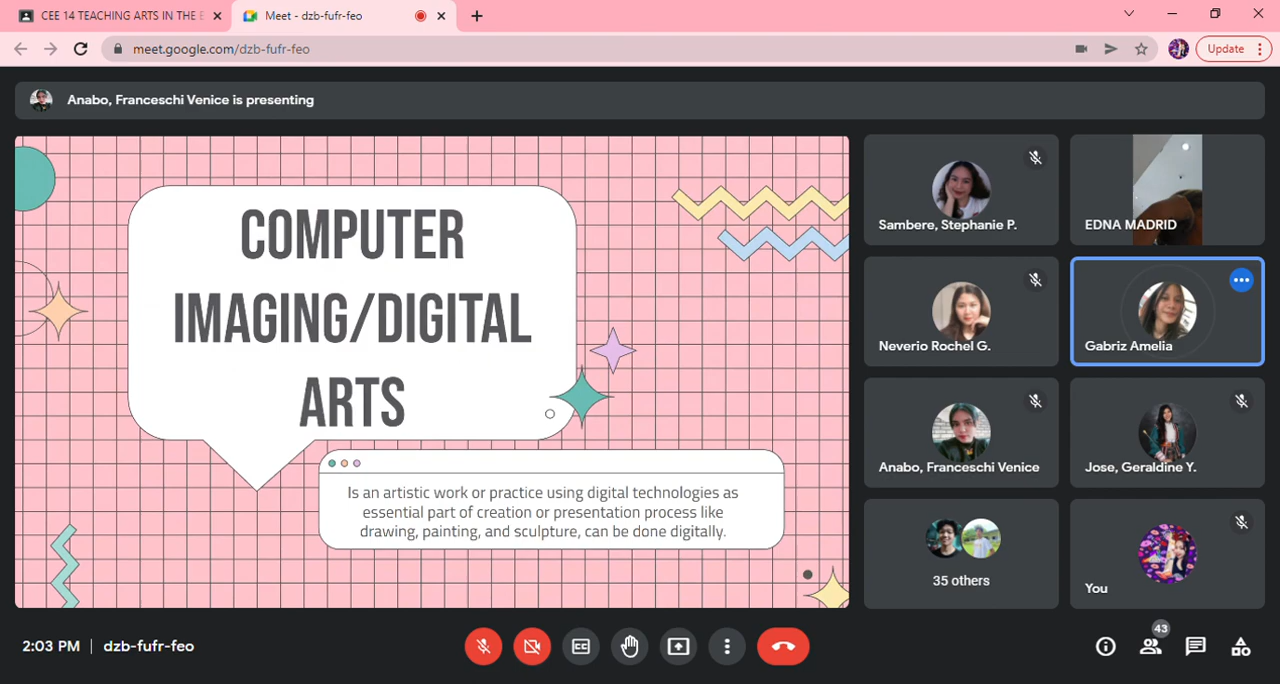 CEE 14 TEACHING ARTS IN THE E
Meet - dzb-fufr-feo
meet.google.com/dzb-fufr-feo
Update
Anabo, Franceschi Venice is presenting
COMPUTER
IMAGING/DIGITAL
ARTS
Is an artistic work or practice using digital technologies as
essential part of creation or presentation process like
drawing, painting, and sculpture, can be done digitally.
Sambere, Stephanie P.
EDNA MADRID
Neverio Rochel G.
Gabriz Amelia
Anabo, Franceschi Venice
Jose, Geraldine Y.
35 others
You
2:03 PM | dzb-fufr-feo
CC
43